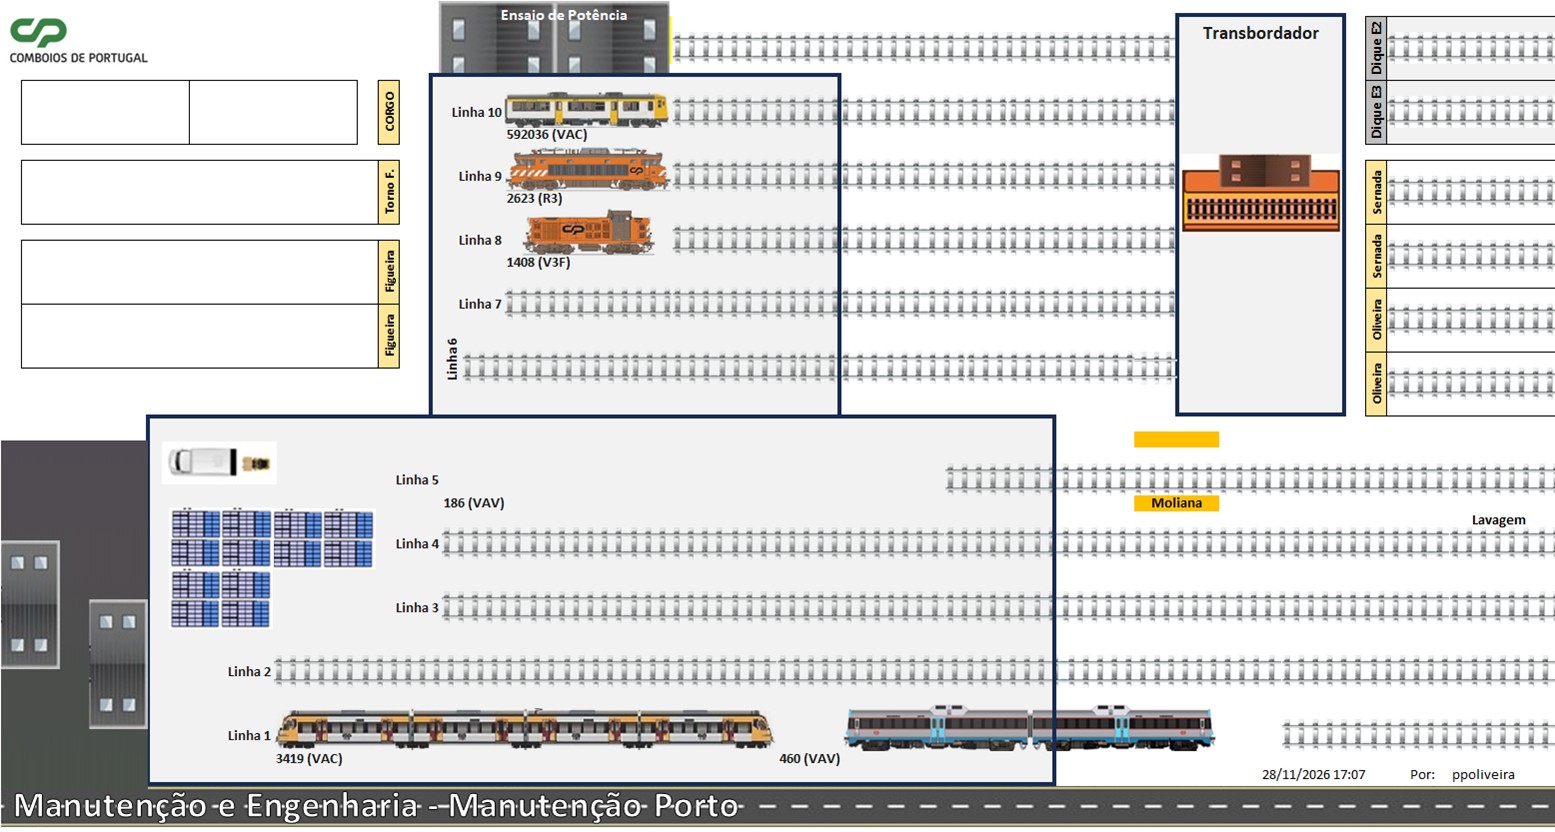 CP
COMBOIOS DE PORTUGAL
Ensaio de Potência
Transbordador
Dique E2
Dique E3
CORGO
Torno F.
Figueira
Figueira
Linha 10
592036 (VAC)
Linha 9
CP
2623 (R3)
Linha 8
CP
1408 (V3F)
Linha 7
Linha 6
Sernada
Sernada
Oliveira
Oliveira
Linha 5
186 (VAV)
Moliana
Lavagem
Linha 4
Linha 3
Linha 2
Linha 1
3419 (VAC)
460 (VAV)
28/11/2026 17:07 Por: ppoliveira
Manutenção e Engenharia - Manutenção Porto